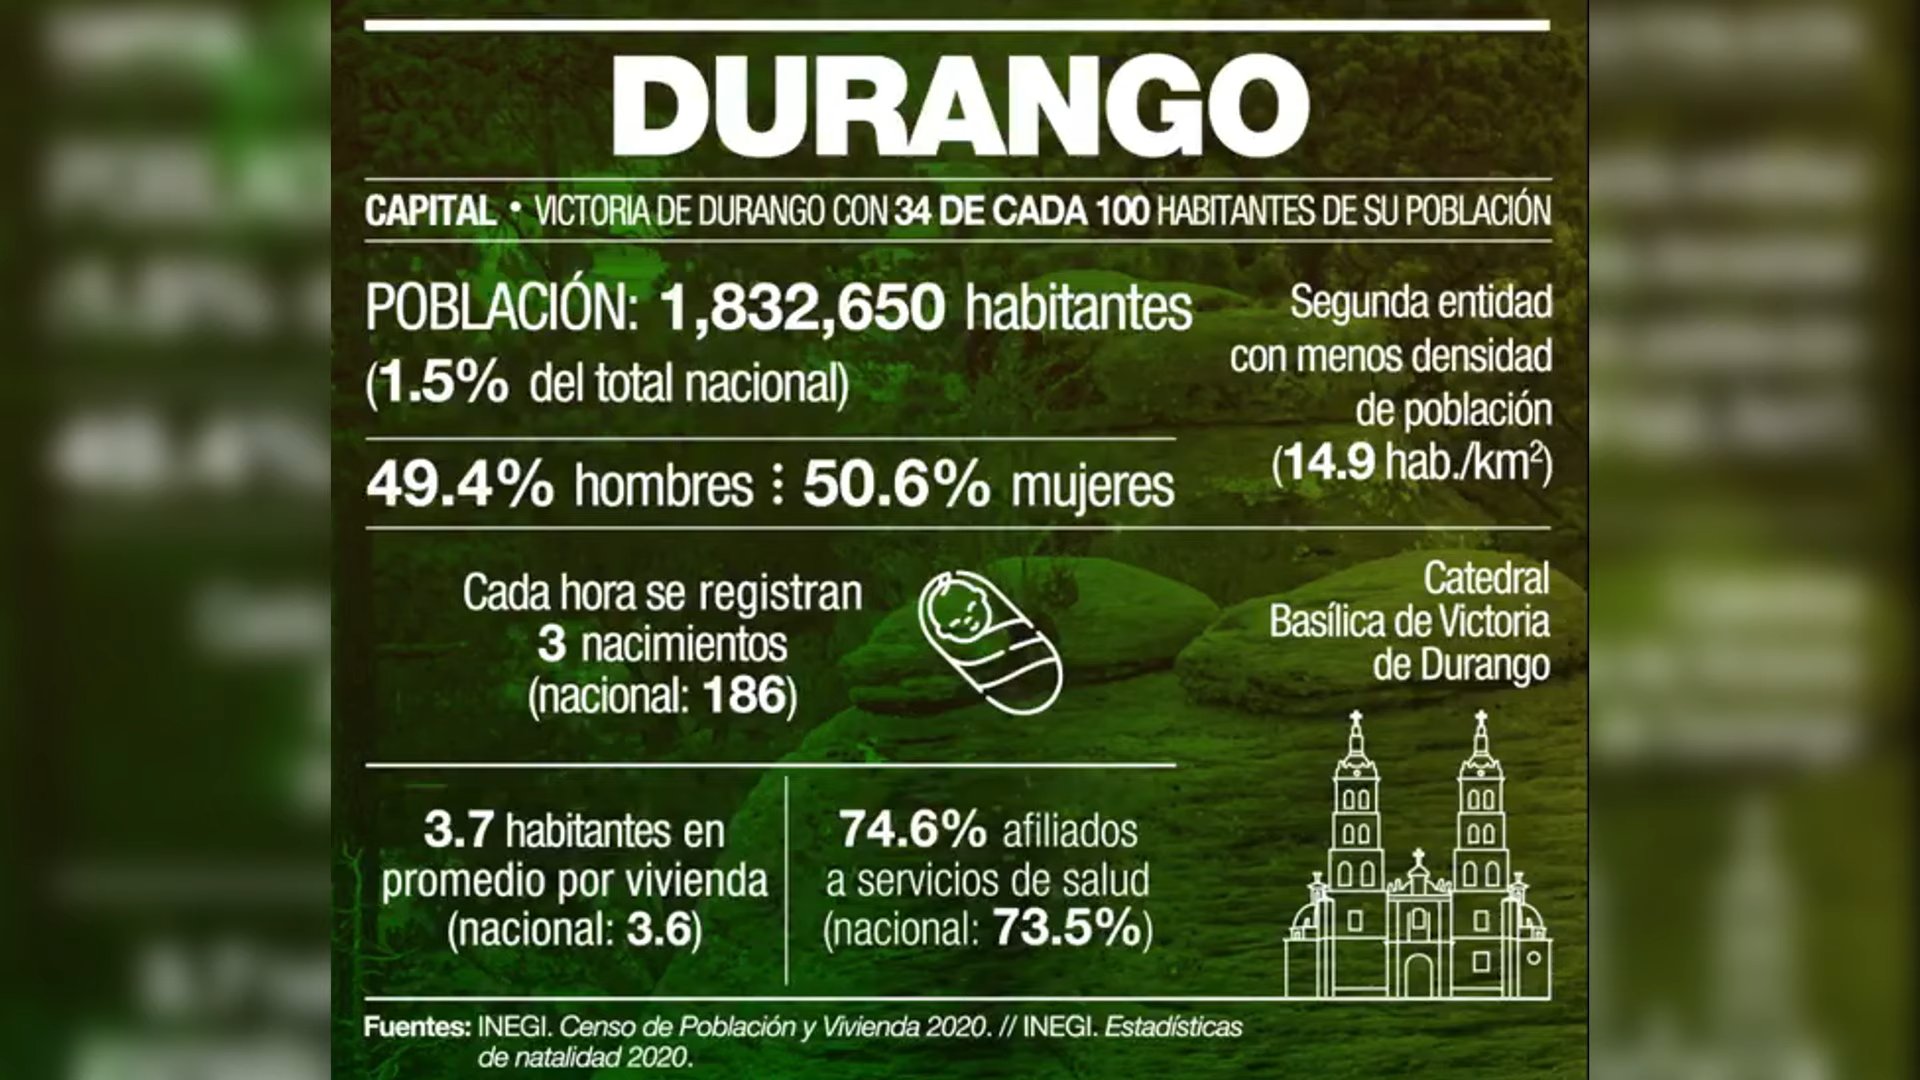 DURANGO
CAPITAL • VICTORIA DE DURANGO CON 34 DE CADA 100 HABITANTES DE SU POBLACIÓN
POBLACIÓN: 1,832,650 habitantes
(1.5% del total nacional)
Segunda entidad
con menos densidad
de población
(14.9 hab./km²)
49.4% hombres ⋮ 50.6% mujeres
Cada hora se registran
3 nacimientos
(nacional: 186)
Catedral
Basílica de Victoria
de Durango
3.7 habitantes en
promedio por vivienda
(nacional: 3.6)
74.6% afiliados
a servicios de salud
(nacional: 73.5%)
Fuentes: INEGI. Censo de Población y Vivienda 2020. // INEGI. Estadísticas
de natalidad 2020.